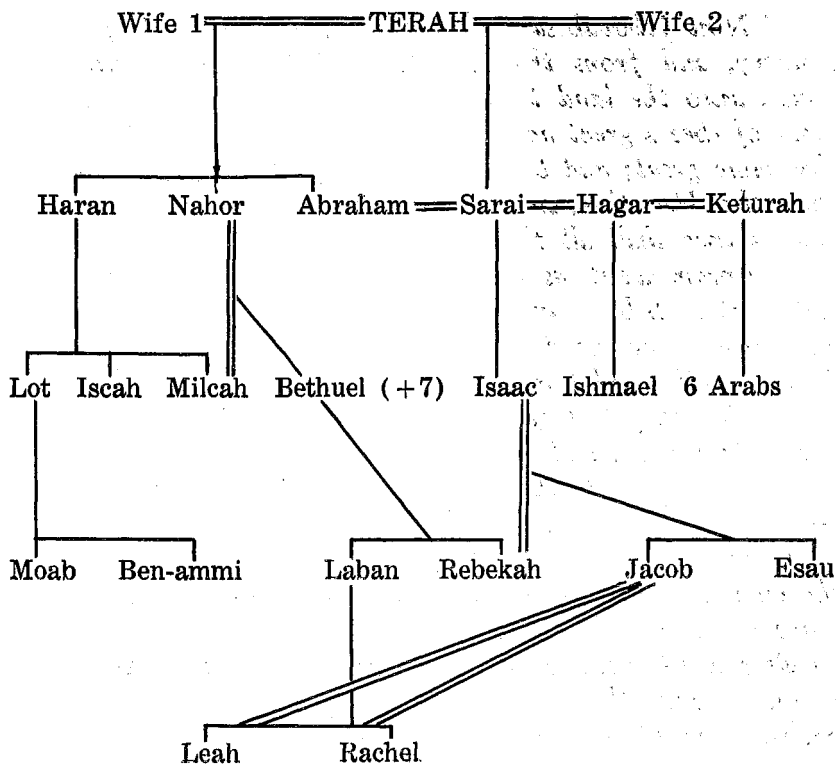 Wife 1 TERAH Wife 2
Haran Nahor Abraham Sarai Hagar Keturah
Lot Iscah Milcah Bethuel (+7) Isaac Ishmael 6 Arabs
Moab Ben-ammi Laban Rebekah Jacob Esau
Leah Rachel